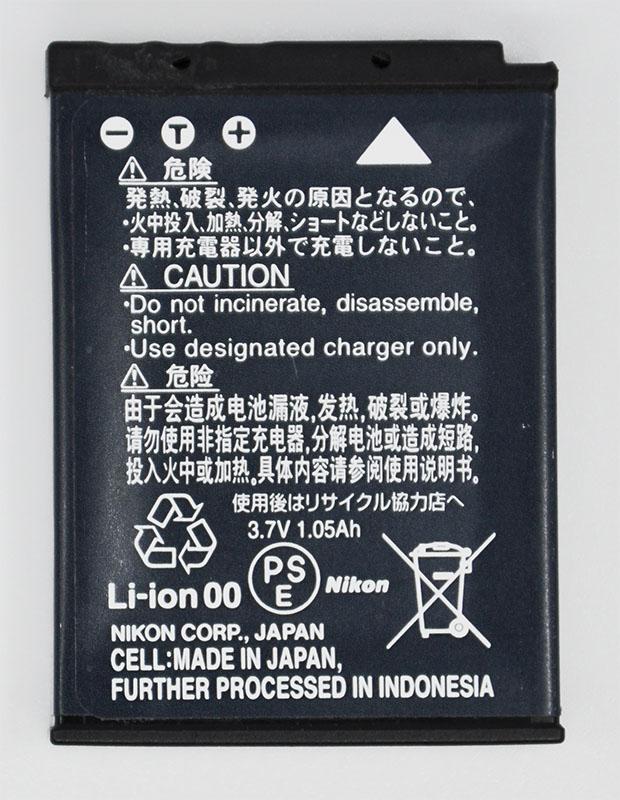 − T +
⚠ 危険
発熱、破裂、発火の原因となるので、
・火中投入、加熱、分解、ショートなどしないこと。
・専用充電器以外で充電しないこと。
⚠ CAUTION
・Do not incinerate, disassemble,
short.
・Use designated charger only.
⚠ 危险
由于会造成电池漏液,发热,破裂或爆炸。
请勿使用非指定充电器,分解电池或造成短路,
投入火中或加热。具体内容请参阅使用说明书。
使用後はリサイクル協力店へ
3.7V 1.05Ah
Li-ion 00
PS
E
Nikon
NIKON CORP., JAPAN
CELL:MADE IN JAPAN,
FURTHER PROCESSED IN INDONESIA